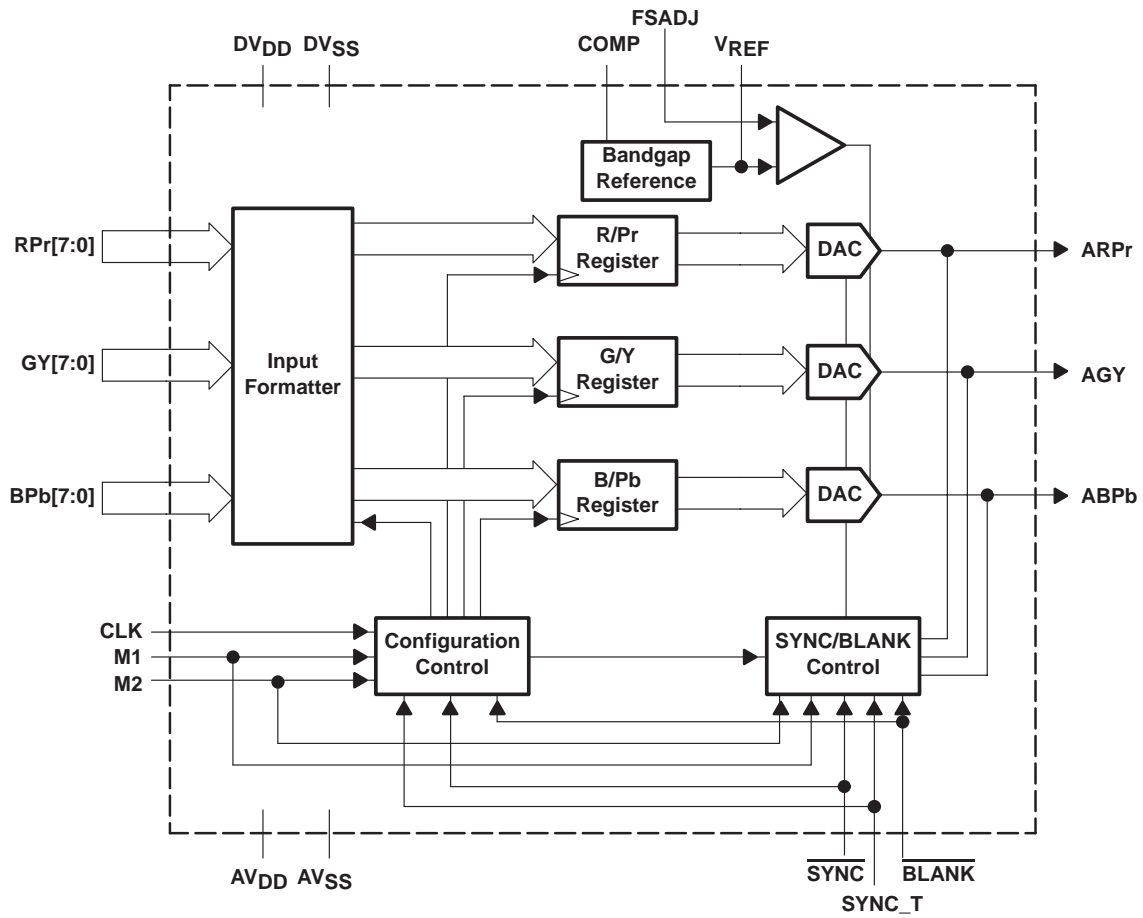 FSADJ
DVDD DVSS
COMP
VREF
Bandgap
Reference
RPr[7:0]
R/Pr
Register
DAC
ARPr
GY[7:0]
Input
Formatter
G/Y
Register
DAC
AGY
BPb[7:0]
B/Pb
Register
DAC
ABPb
CLK
M1
M2
Configuration
Control
SYNC/BLANK
Control
AVDD AVSS
SYNC
BLANK
SYNC_T